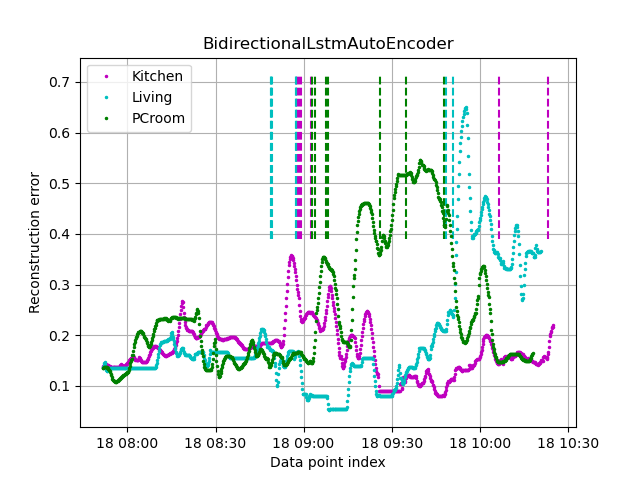 BidirectionalLstmAutoEncoder
Kitchen
Living
PCroom
Reconstruction error
0.7
0.6
0.5
0.4
0.3
0.2
0.1
18 08:00 18 08:30 18 09:00 18 09:30 18 10:00 18 10:30
Data point index